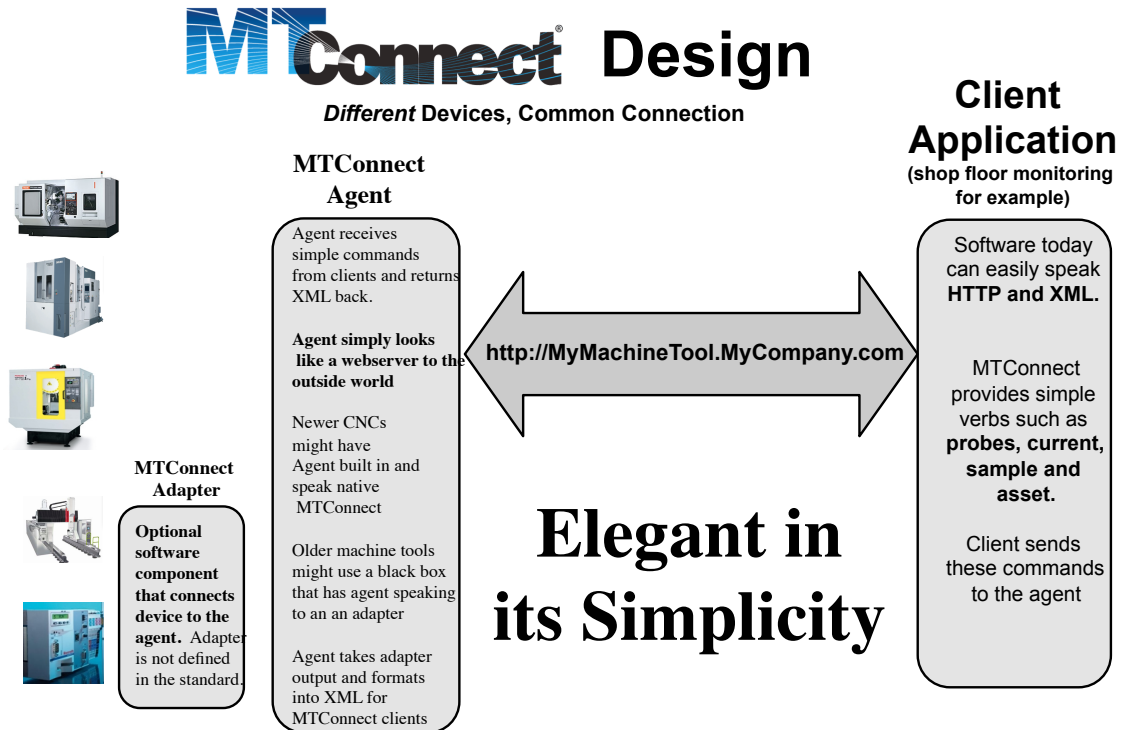 MTConnect® Design
Different Devices, Common Connection
Client
Application
(shop floor monitoring
for example)
MTConnect
Agent
Agent receives
simple commands
from clients and returns
XML back.
Agent simply looks
like a webserver to the
outside world
Newer CNCs
might have
Agent built in and
speak native
MTConnect
Older machine tools
might use a black box
that has agent speaking
to an an adapter
Agent takes adapter
output and formats
into XML for
MTConnect clients
MTConnect
Adapter
Optional
software
component
that connects
device to the
agent. Adapter
is not defined
in the standard.
http://MyMachineTool.MyCompany.com
Elegant in
its Simplicity
Software today
can easily speak
HTTP and XML.
MTConnect
provides simple
verbs such as
probes, current,
sample and
asset.
Client sends
these commands
to the agent